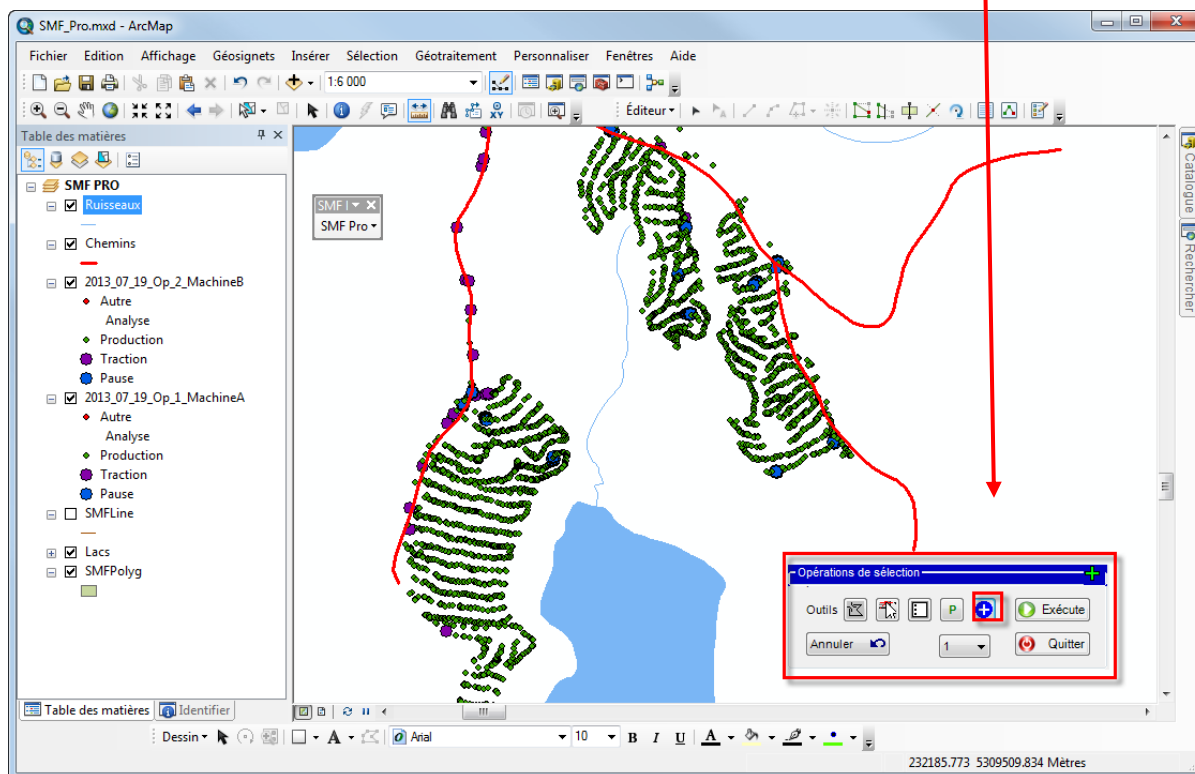 SMF_Pro.mxd - ArcMap
Fichier Edition Affichage Géosignets Insérer Sélection Géotraitement Personnaliser Fenêtres Aide
1:6 000
Éditeur
Table des matières
SMF PRO
Ruisseaux
Chemins
2013_07_19_Op_2_MachineB
Autre
Analyse
Production
Traction
Pause
2013_07_19_Op_1_MachineA
Autre
Analyse
Production
Traction
Pause
SMFLine
Lacs
SMFPolyg
SMF I
SMF Pro
Catalogue
Rechercher
Opérations de sélection
Outils P Exécute
Annuler 1 Quitter
Table des matières Identifier
Dessin A Arial 10 B I U A
232185.773 5309509.834 Mètres